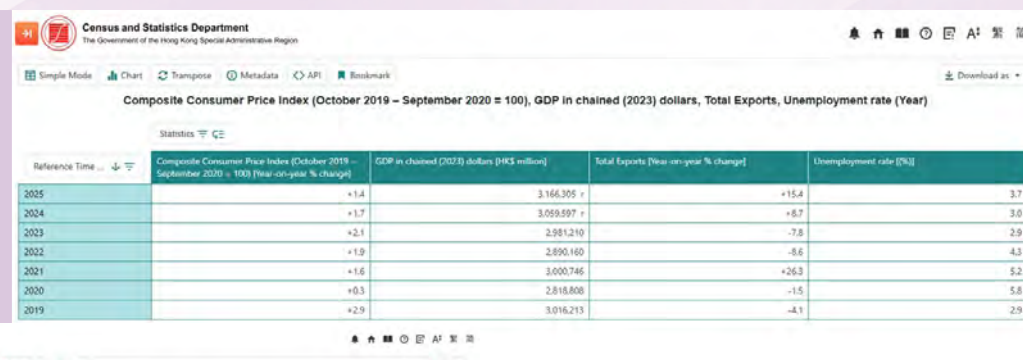 Census and Statistics Department
The Government of the Hong Kong Special Administrative Region
A 繁 简
Simple Mode Chart Transpose Metadata API Bookmark Download as
Composite Consumer Price Index (October 2019 – September 2020 = 100), GDP in chained (2023) dollars, Total Exports, Unemployment rate (Year)
Statistics
Reference Time ... Composite Consumer Price Index (October 2019 – September 2020 = 100) [Year-on-year % change] GDP in chained (2023) dollars [HK$ million] Total Exports [Year-on-year % change] Unemployment rate [(%)]
2025 +1.4 3,166,305 r +15.4 3.7
2024 +1.7 3,059,597 r +8.7 3.0
2023 +2.1 2,981,210 -7.8 2.9
2022 +1.9 2,890,160 -8.6 4.3
2021 +1.6 3,000,746 +26.3 5.2
2020 +0.3 2,818,808 -1.5 5.8
2019 +2.9 3,016,213 -4.1 2.9
A 繁 简